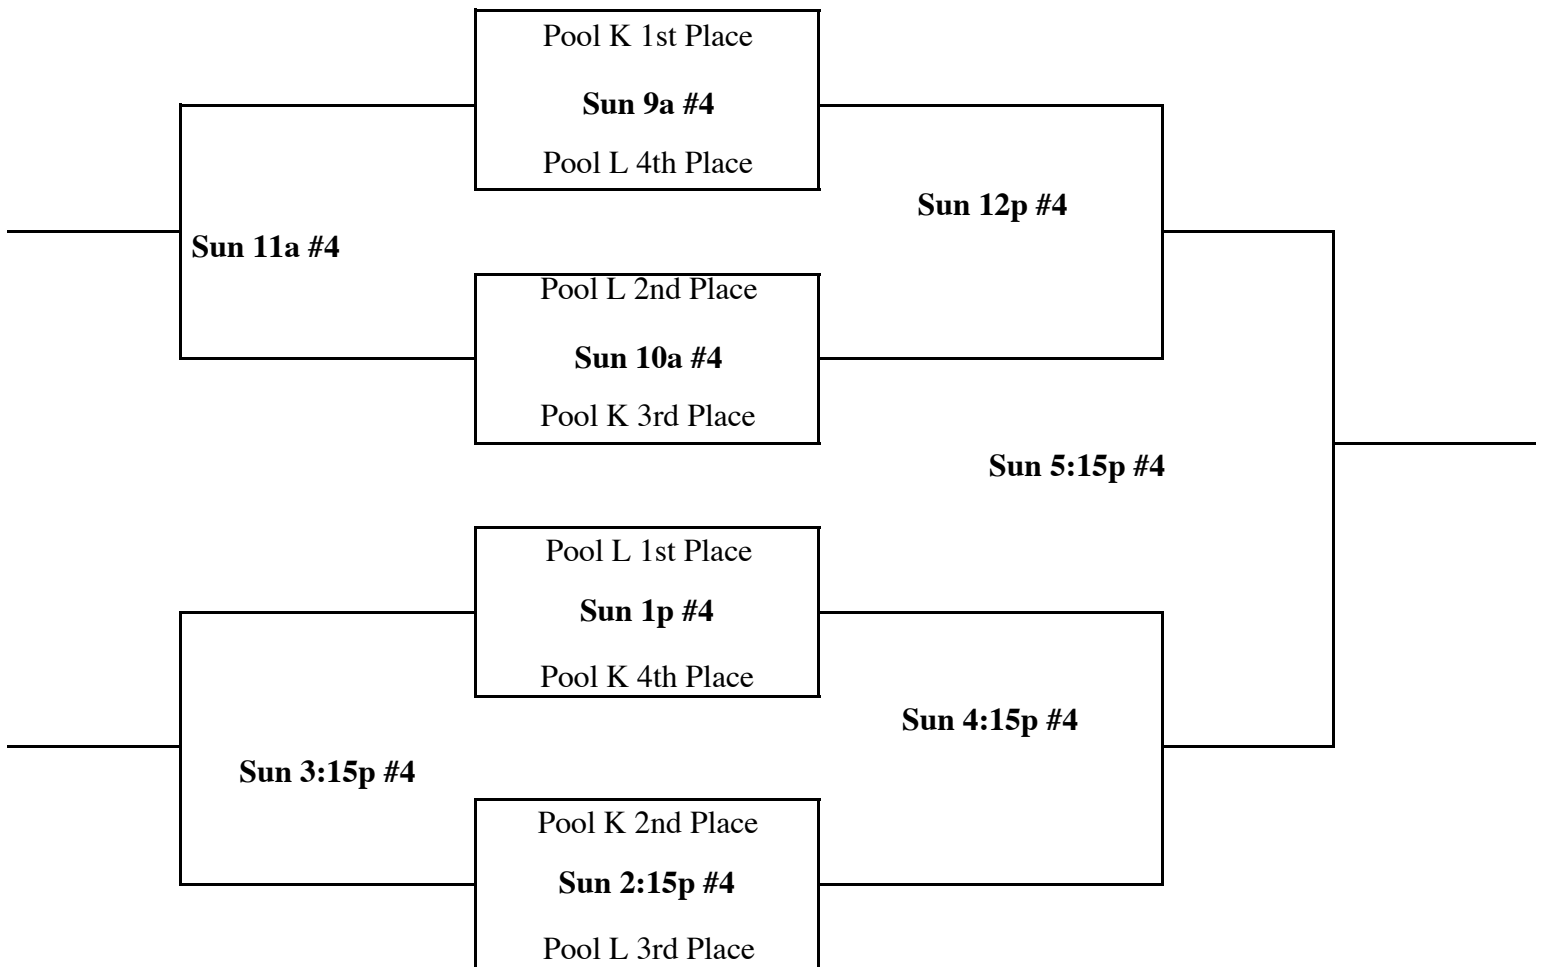 Pool K 1st Place
Sun 9a #4
Pool L 4th Place
Sun 12p #4
Sun 11a #4
Pool L 2nd Place
Sun 10a #4
Pool K 3rd Place
Sun 5:15p #4
Pool L 1st Place
Sun 1p #4
Pool K 4th Place
Sun 4:15p #4
Sun 3:15p #4
Pool K 2nd Place
Sun 2:15p #4
Pool L 3rd Place